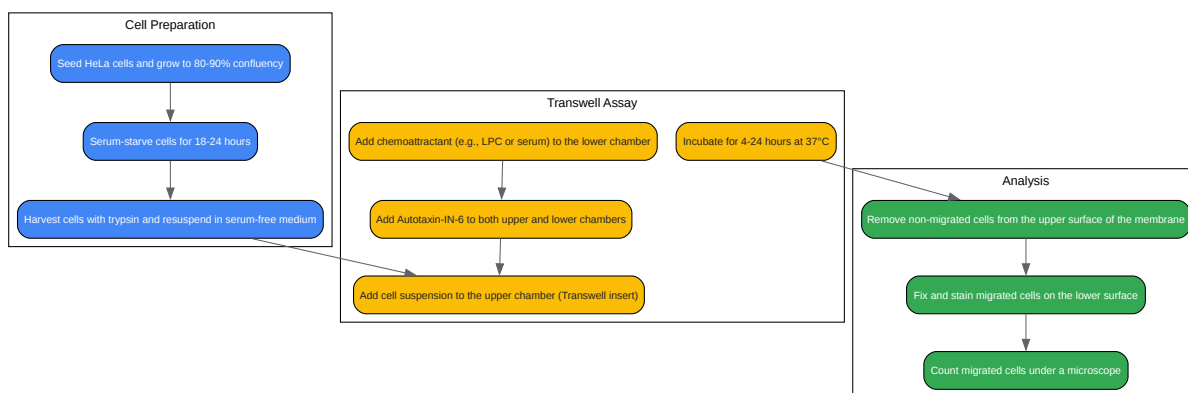 Cell Preparation
Seed HeLa cells and grow to 80-90% confluency
Serum-starve cells for 18-24 hours
Harvest cells with trypsin and resuspend in serum-free medium
Transwell Assay
Add chemoattractant (e.g., LPC or serum) to the lower chamber
Incubate for 4-24 hours at 37°C
Add Autotaxin-IN-6 to both upper and lower chambers
Add cell suspension to the upper chamber (Transwell insert)
Analysis
Remove non-migrated cells from the upper surface of the membrane
Fix and stain migrated cells on the lower surface
Count migrated cells under a microscope